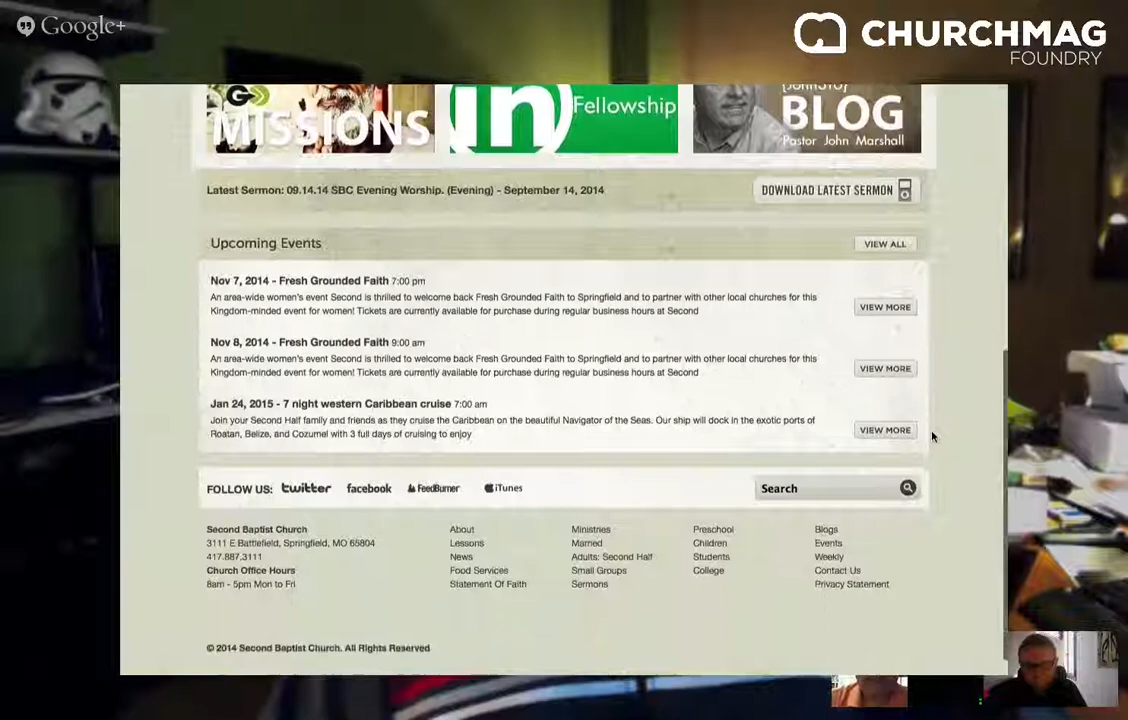 Google+
CHURCHMAG
FOUNDRY
GO
MISSIONS
in
Fellowship
BLOG
Pastor John Marshall
Latest Sermon: 09.14.14 SBC Evening Worship. (Evening) - September 14, 2014
DOWNLOAD LATEST SERMON
Upcoming Events
VIEW ALL
Nov 7, 2014 - Fresh Grounded Faith 7:00 pm
An area-wide women's event Second is thrilled to welcome back Fresh Grounded Faith to Springfield and to partner with other local churches for this
Kingdom-minded event for women! Tickets are currently available for purchase during regular business hours at Second
VIEW MORE
Nov 8, 2014 - Fresh Grounded Faith 9:00 am
An area-wide women's event Second is thrilled to welcome back Fresh Grounded Faith to Springfield and to partner with other local churches for this
Kingdom-minded event for women! Tickets are currently available for purchase during regular business hours at Second
VIEW MORE
Jan 24, 2015 - 7 night western Caribbean cruise 7:00 am
Join your Second Half family and friends as they cruise the Caribbean on the beautiful Navigator of the Seas. Our ship will dock in the exotic ports of
Roatan, Belize, and Cozumel with 3 full days of cruising to enjoy
VIEW MORE
FOLLOW US: twitter facebook FeedBurner iTunes
Search
Second Baptist Church
3111 E Battlefield, Springfield, MO 65804
417.887.3111
Church Office Hours
8am - 5pm Mon to Fri
About
Lessons
News
Food Services
Statement Of Faith
Ministries
Married
Adults: Second Half
Small Groups
Sermons
Preschool
Children
Students
College
Blogs
Events
Weekly
Contact Us
Privacy Statement
© 2014 Second Baptist Church. All Rights Reserved